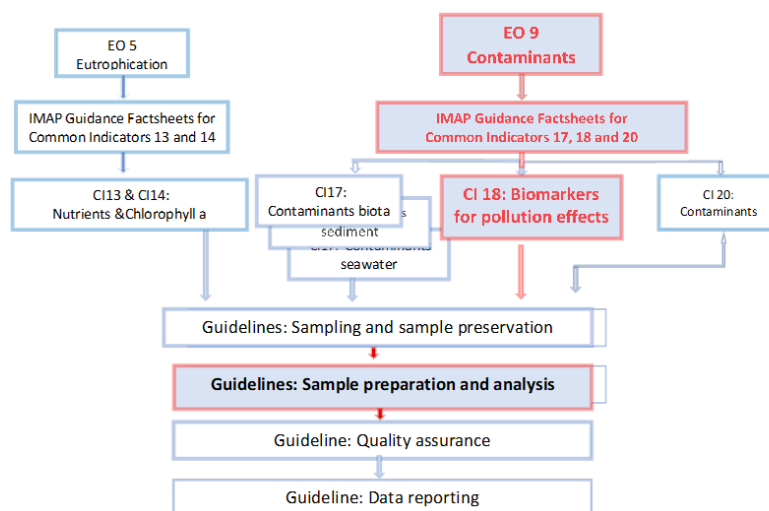 EO 5
Eutrophication
EO 9
Contaminants
IMAP Guidance Factsheets for
Common Indicators 13 and 14
IMAP Guidance Factsheets for
Common Indicators 17, 18 and 20
CI13 & CI14:
Nutrients &Chlorophyll a
CI17:
Contaminants biota
sediment
seawater
CI 18: Biomarkers
for pollution effects
CI 20:
Contaminants
Guidelines: Sampling and sample preservation
Guidelines: Sample preparation and analysis
Guideline: Quality assurance
Guideline: Data reporting